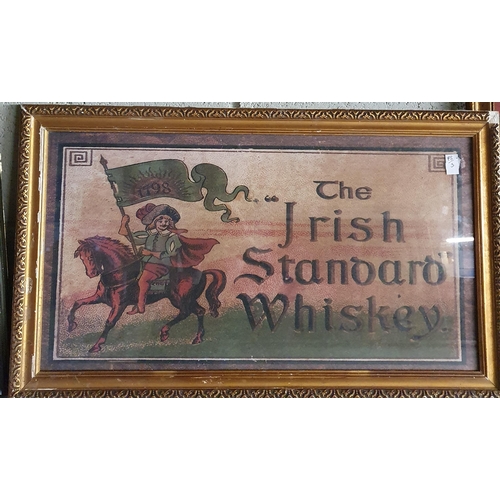 1798
The
"Irish
Standard"
Whiskey.